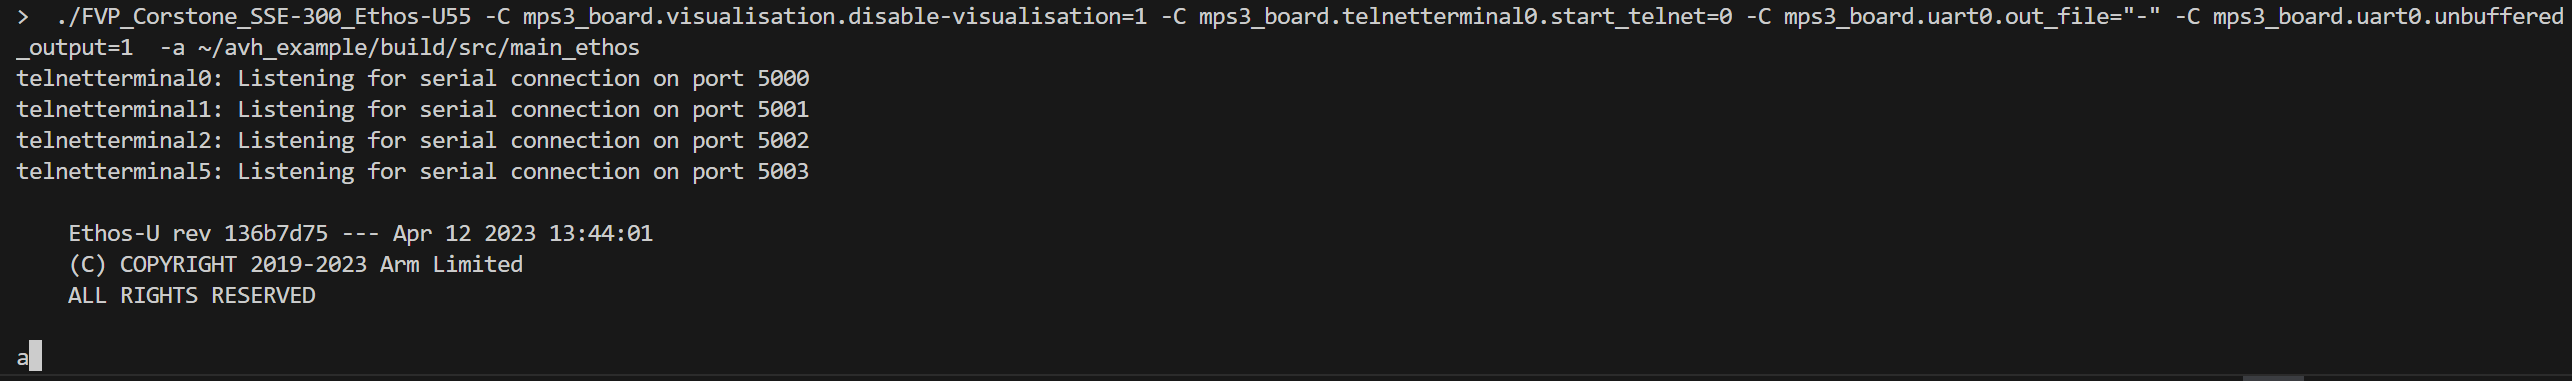 > ./FVP_Corstone_SSE-300_Ethos-U55 -C mps3_board.visualisation.disable-visualisation=1 -C mps3_board.telnetterminal0.start_telnet=0 -C mps3_board.uart0.out_file="-" -C mps3_board.uart0.unbuffered
_output=1  -a ~/avh_example/build/src/main_ethos
telnetterminal0: Listening for serial connection on port 5000
telnetterminal1: Listening for serial connection on port 5001
telnetterminal2: Listening for serial connection on port 5002
telnetterminal5: Listening for serial connection on port 5003
Ethos-U rev 136b7d75 --- Apr 12 2023 13:44:01
(C) COPYRIGHT 2019-2023 Arm Limited
ALL RIGHTS RESERVED
a